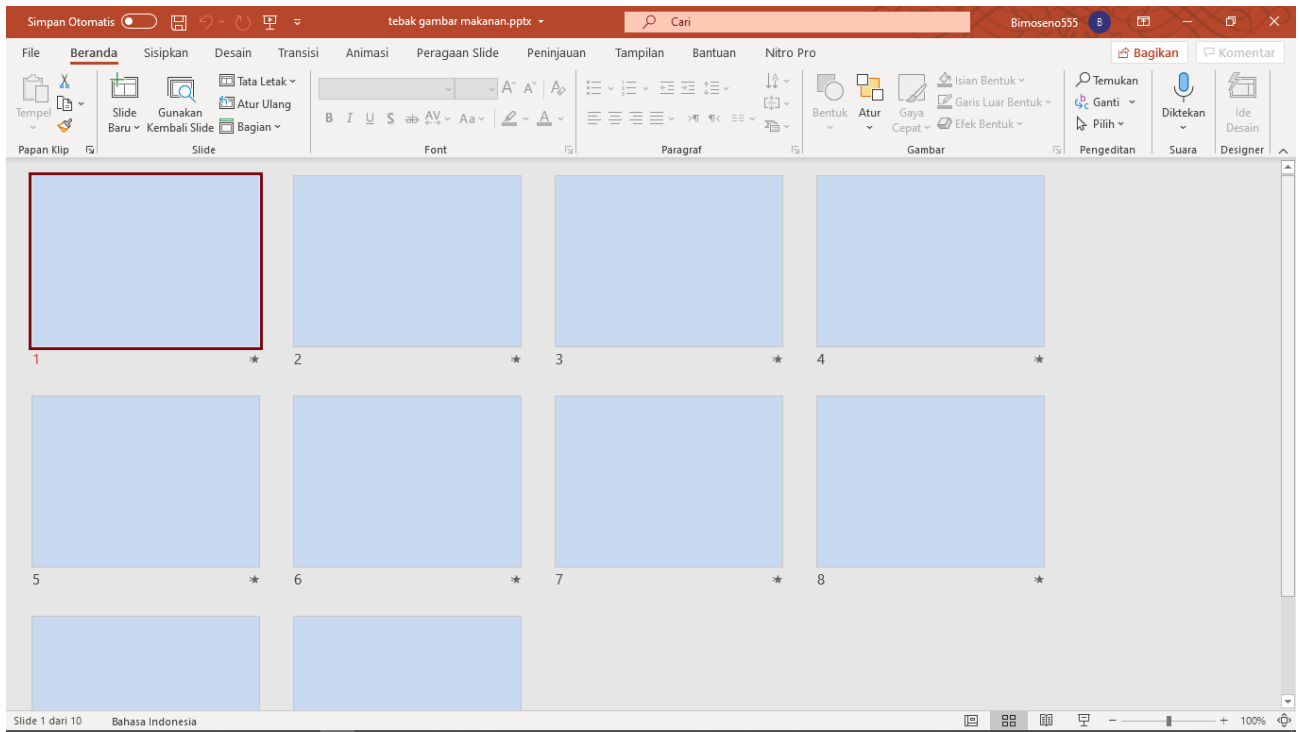 Simpan Otomatis tebak gambar makanan.pptx Cari Bimoseno555 B
File Beranda Sisipkan Desain Transisi Animasi Peragaan Slide Peninjauan Tampilan Bantuan Nitro Pro Bagikan Komentar
Tempel
Slide Baru
Gunakan Kembali Slide
Tata Letak
Atur Ulang
Bagian
B I U S ab AV Aa A
Bentuk
Atur
Gaya Cepat
Isian Bentuk
Garis Luar Bentuk
Efek Bentuk
Temukan
Ganti
Pilih
Diktekan
Ide Desain
Papan Klip Slide Font Paragraf Gambar Pengeditan Suara Designer
1 2 3 4
5 6 7 8
Slide 1 dari 10 Bahasa Indonesia 100%